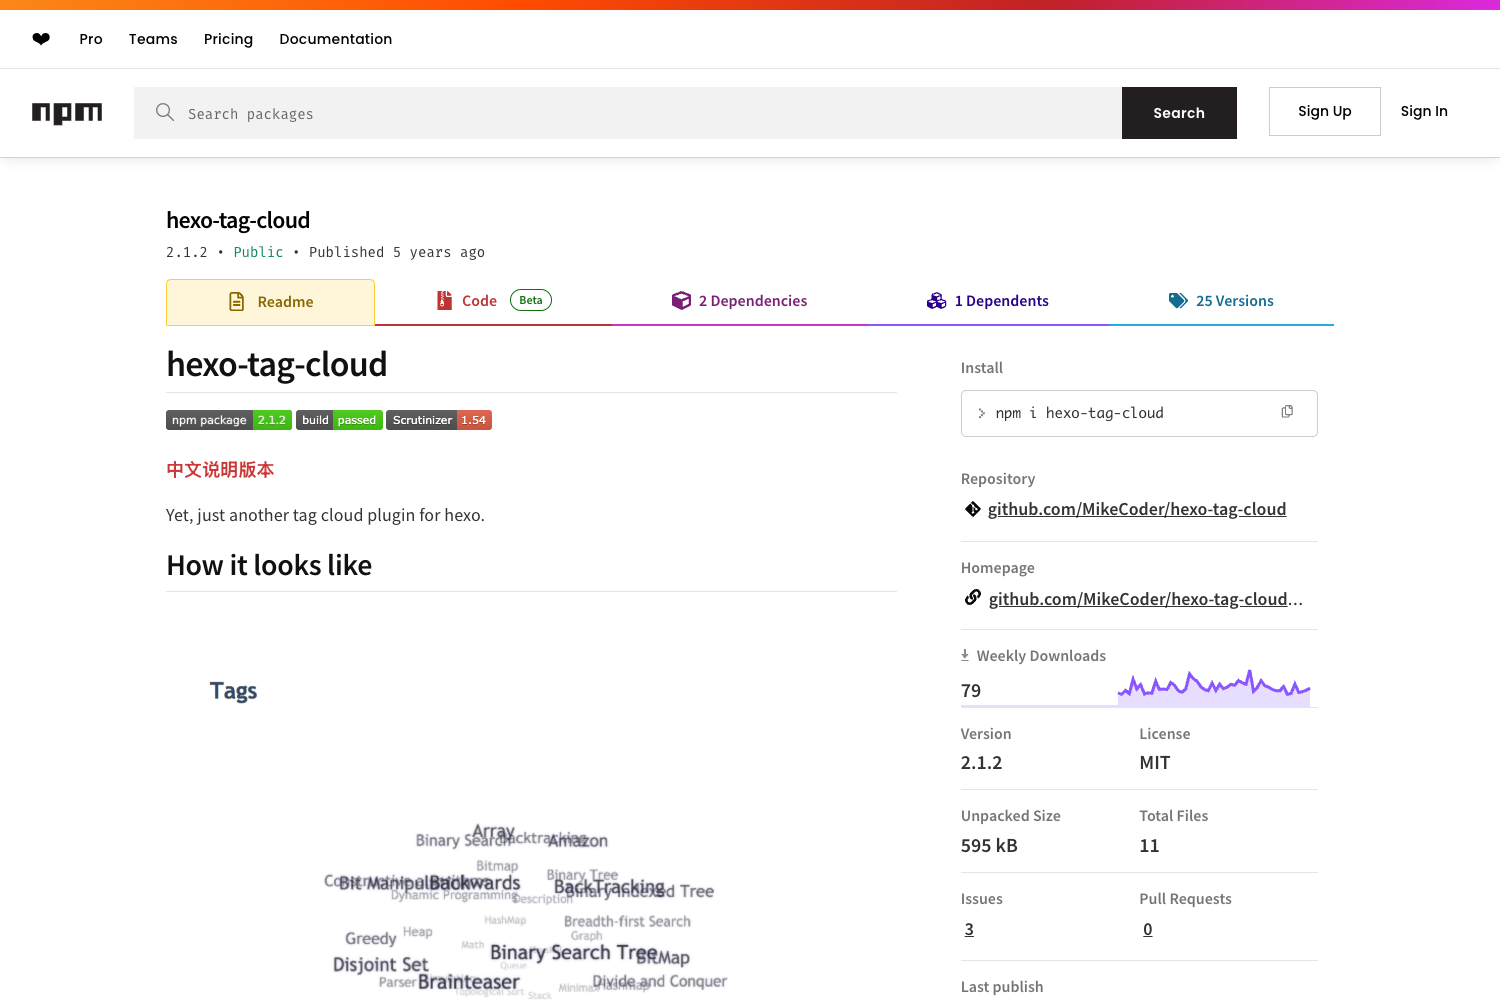 ❤
Pro Teams Pricing Documentation
npm
Search packages
Search
Sign Up
Sign In
hexo-tag-cloud
2.1.2 • Public • Published 5 years ago
Readme
Code Beta
2 Dependencies
1 Dependents
25 Versions
hexo-tag-cloud
npm package 2.1.2 build passed Scrutinizer 1.54
中文说明版本
Yet, just another tag cloud plugin for hexo.
How it looks like
Tags
Array
Binary Search Backtracking Amazon
Bitmap
Binary Tree
Constructive algorithms Bit Manipulation Backwards BackTracking
Binary Indexed Tree
Dynamic Programming Description
HashMap Breadth-first Search
Heap Graph
Greedy
Math
Binary Search Tree BitMap
Disjoint Set Queue
Parser Brainteaser Divide and Conquer
Minimax Hashmap
Topological Sort Stack
Install
npm i hexo-tag-cloud
Repository
github.com/MikeCoder/hexo-tag-cloud
Homepage
github.com/MikeCoder/hexo-tag-cloud…
Weekly Downloads
79
Version License
2.1.2 MIT
Unpacked Size Total Files
595 kB 11
Issues Pull Requests
3 0
Last publish